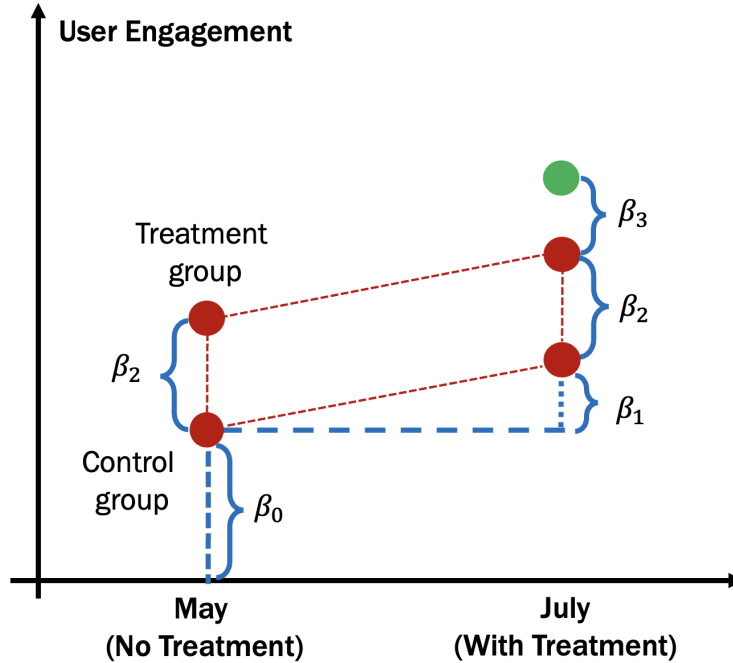 User Engagement
β₃
Treatment
group
β₂
β₂
β₁
Control
group
β₀
May
(No Treatment)
July
(With Treatment)